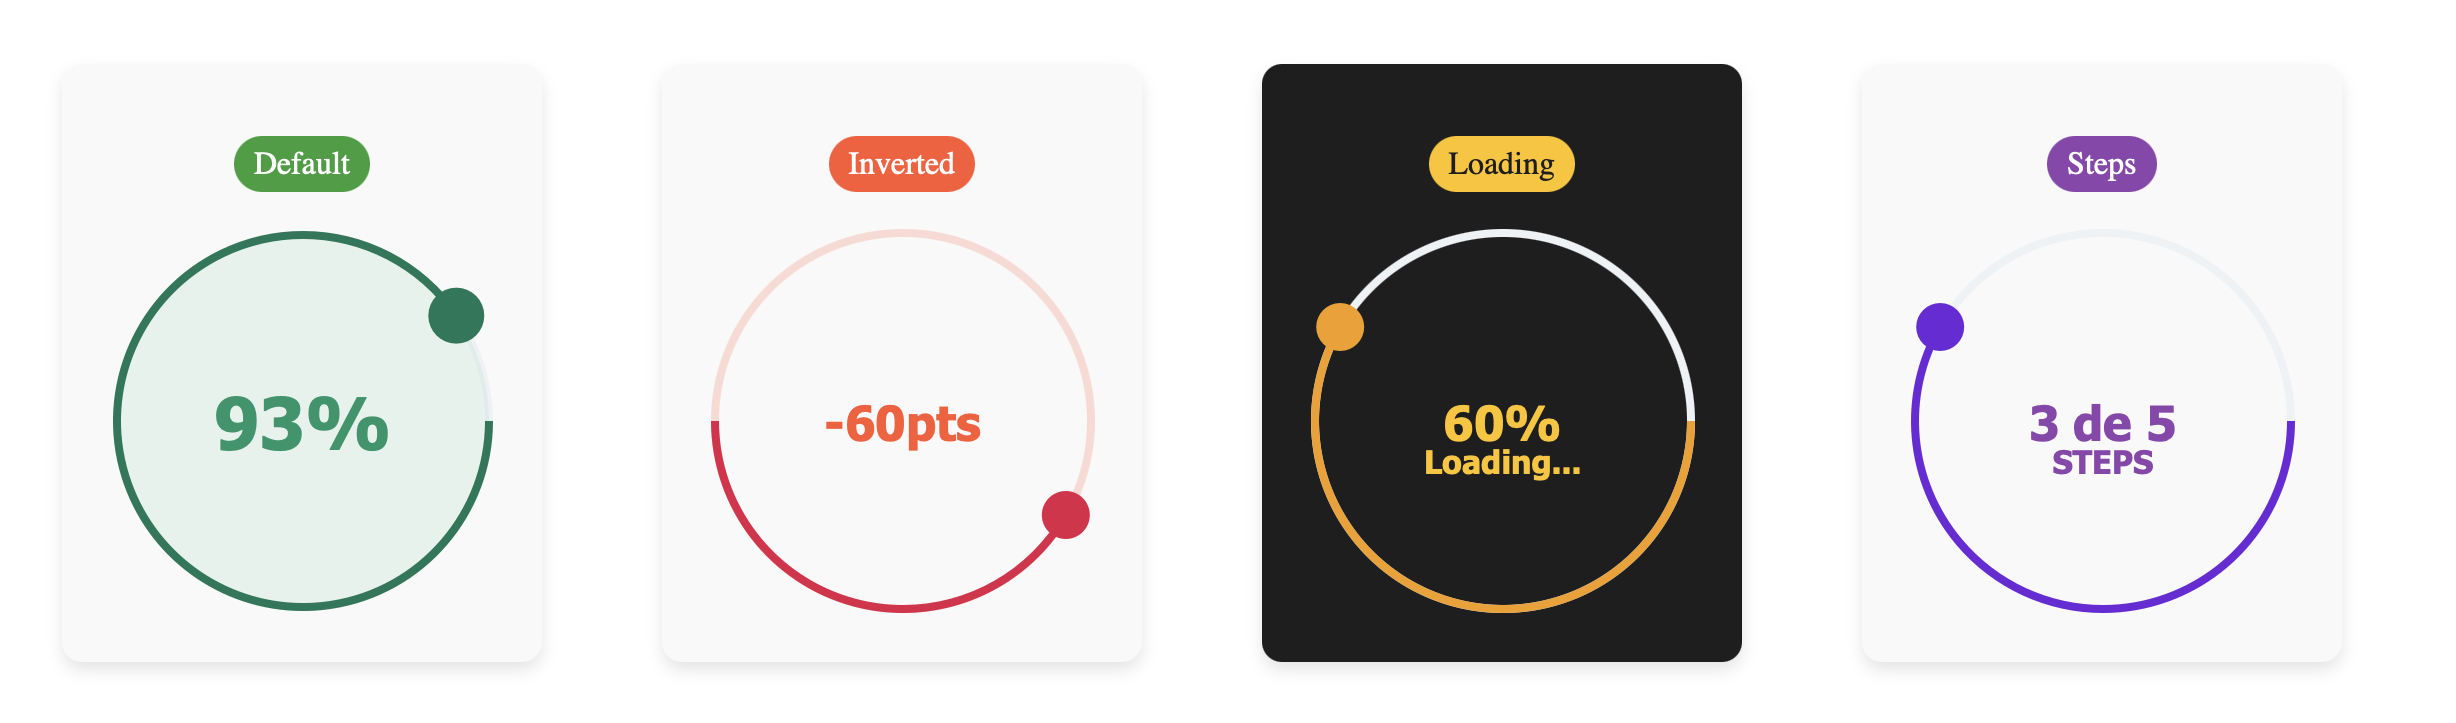 Default
93%
Inverted
-60pts
Loading
60%
Loading...
Steps
3 de 5
STEPS